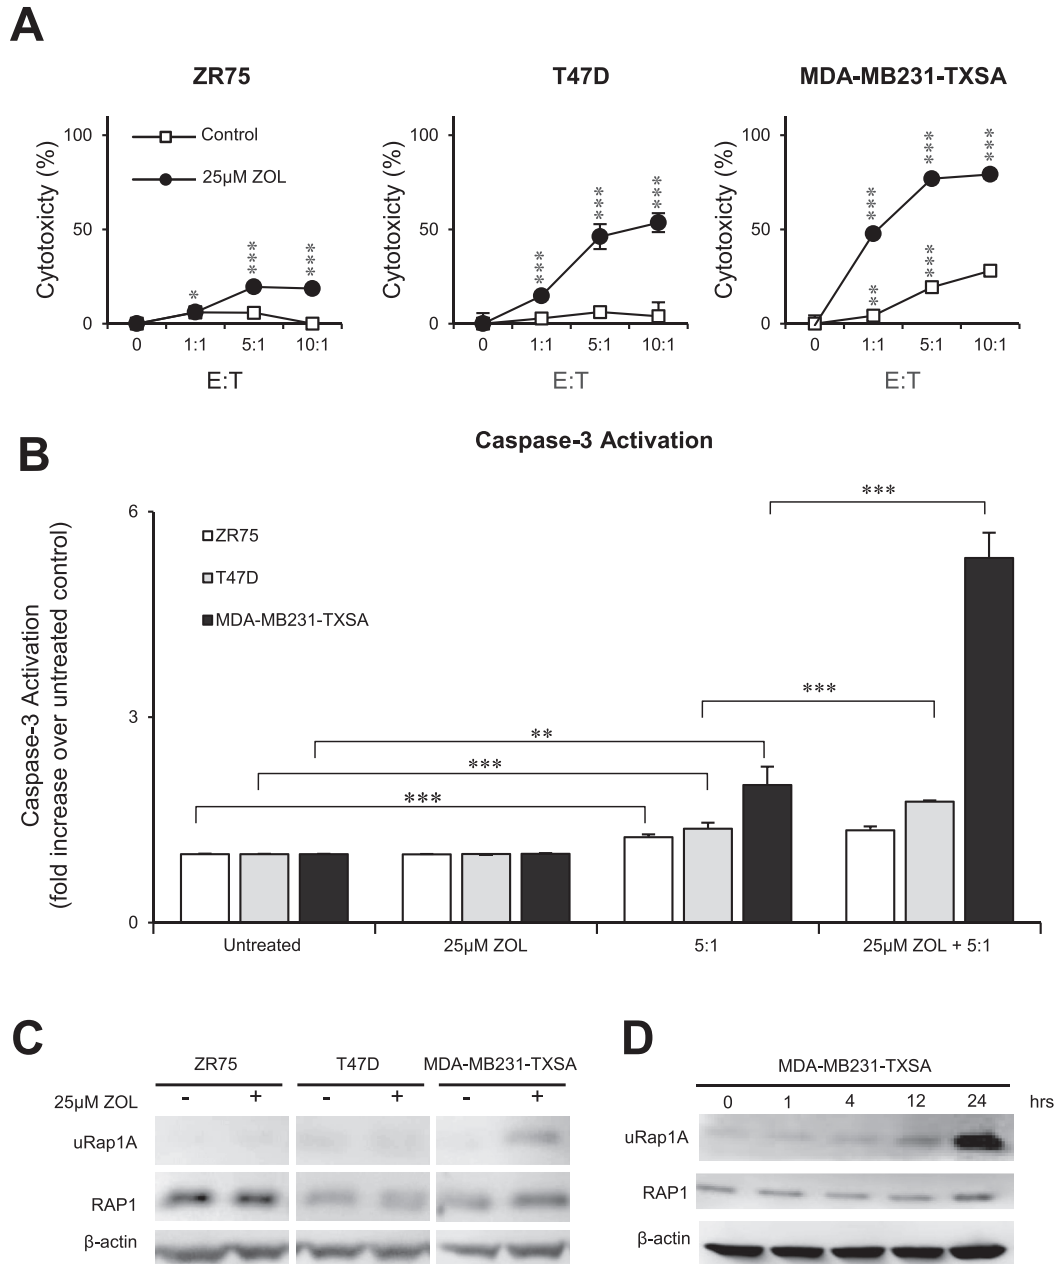 A
ZR75
T47D
MDA-MB231-TXSA
Cytotoxicty (%)
100
50
0
Control
25μM ZOL
*
***
***
0 1:1 5:1 10:1
E:T
Cytotoxicty (%)
100
50
0
***
***
***
0 1:1 5:1 10:1
E:T
Cytotoxicty (%)
100
50
0
***
***
***
**
***
0 1:1 5:1 10:1
E:T
B
Caspase-3 Activation
Caspase-3 Activation
(fold increase over untreated control)
6
3
0
ZR75
T47D
MDA-MB231-TXSA
***
***
**
***
***
Untreated 25μM ZOL 5:1 25μM ZOL + 5:1
C
ZR75 T47D MDA-MB231-TXSA
25μM ZOL - + - + - +
uRap1A
RAP1
β-actin
D
MDA-MB231-TXSA
0 1 4 12 24 hrs
uRap1A
RAP1
β-actin